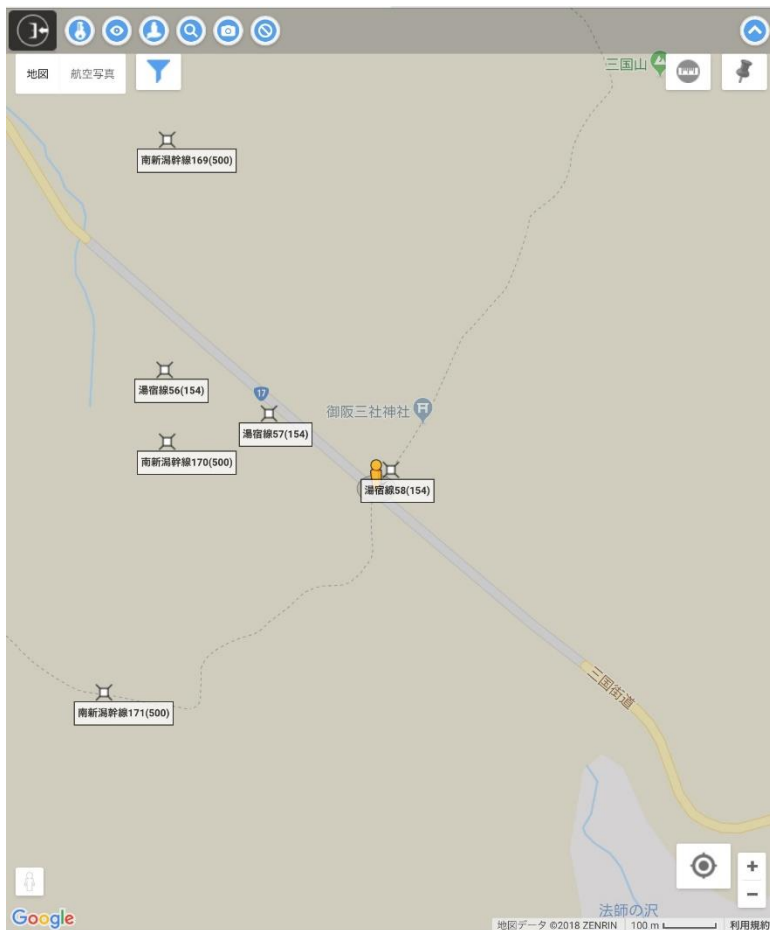 三国山
地図 航空写真
南新潟幹線169(500)
湯宿線56(154)
17
御阪三社神社
湯宿線57(154)
南新潟幹線170(500)
湯宿線58(154)
三国街道
南新潟幹線171(500)
法師の沢
Google
地図データ ©2018 ZENRIN 100 m 利用規約